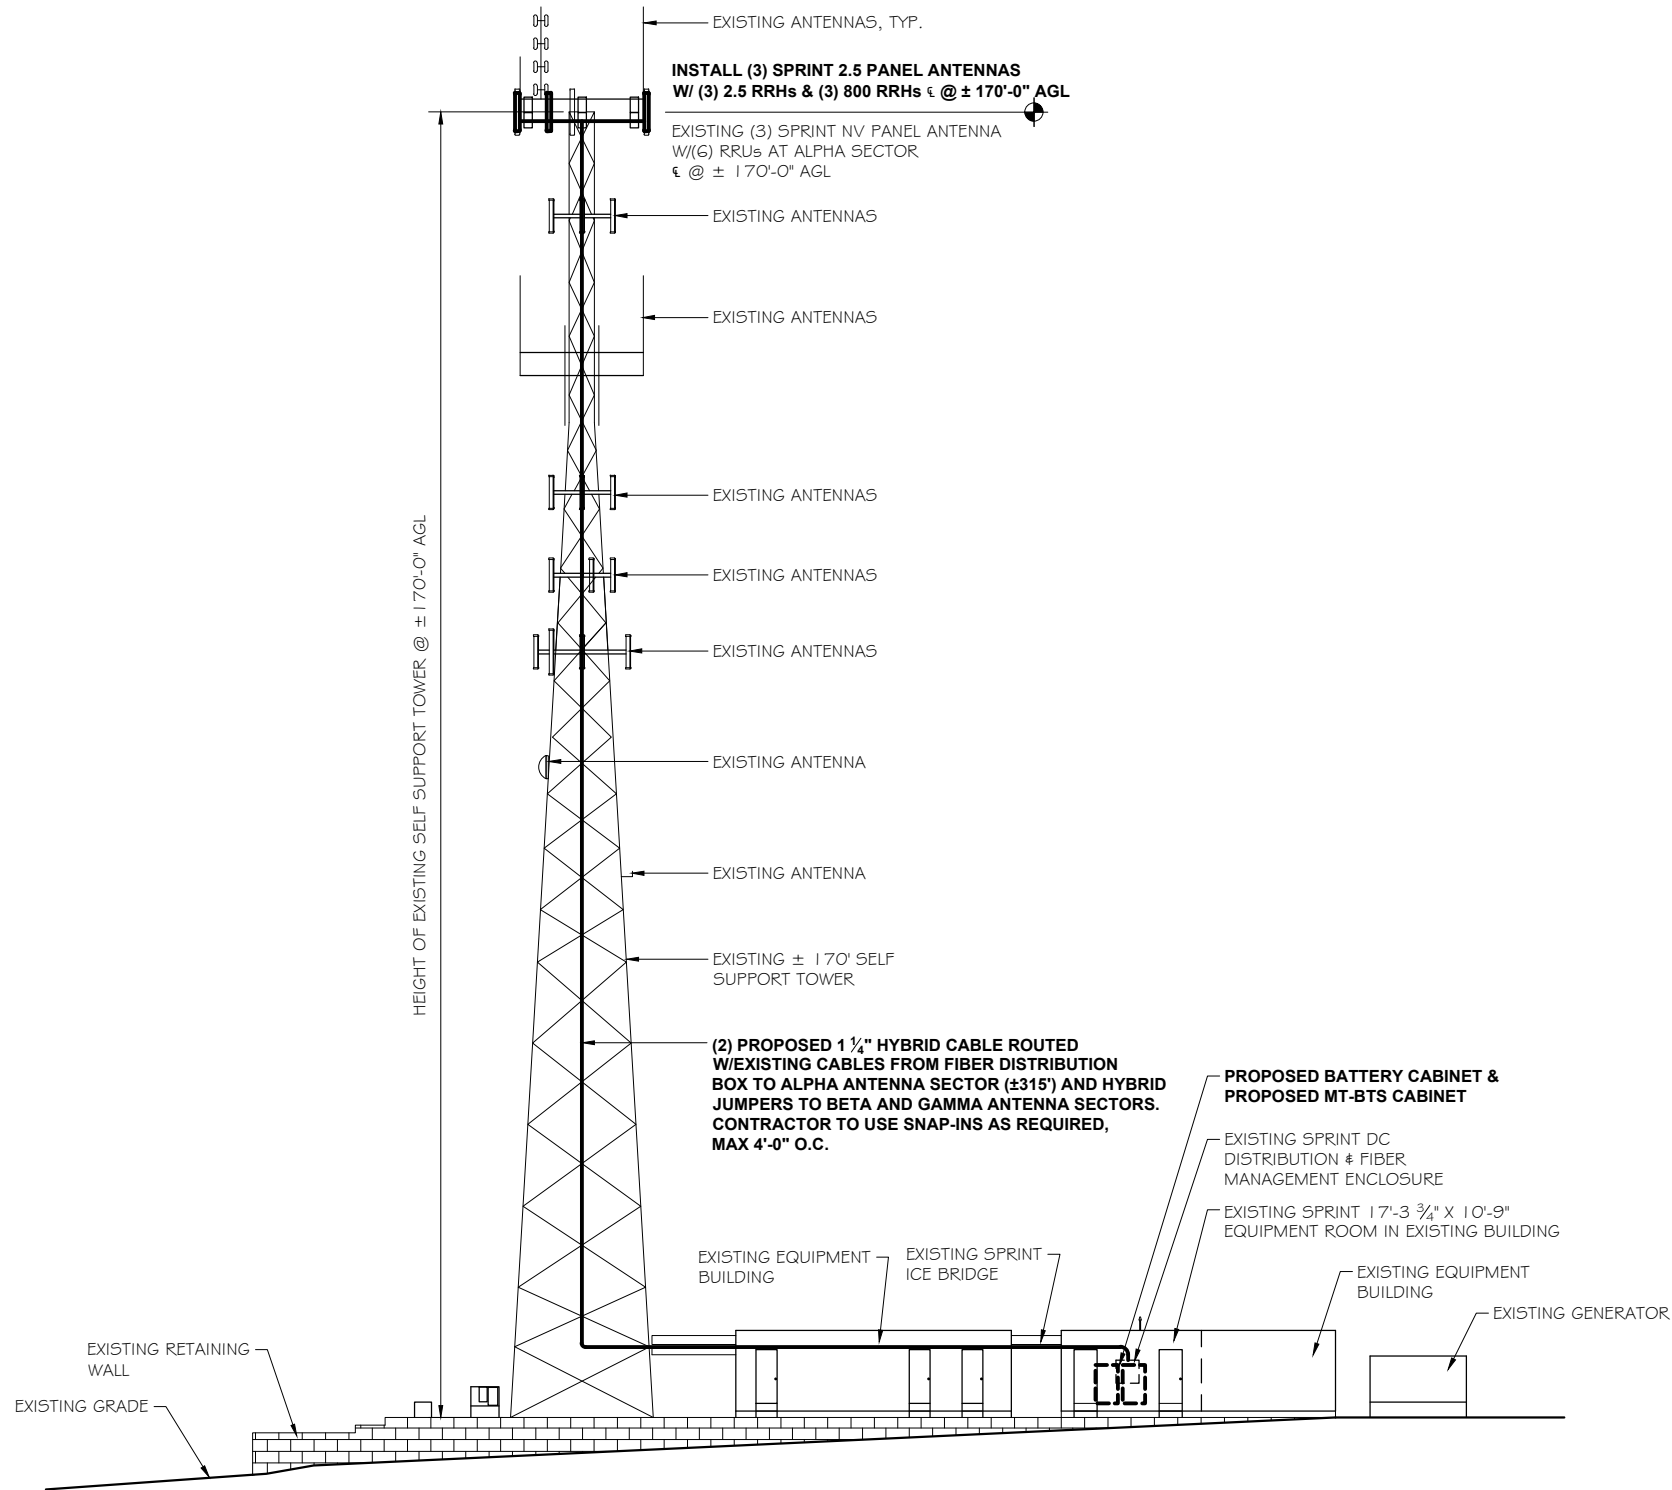 EXISTING ANTENNAS, TYP.
INSTALL (3) SPRINT 2.5 PANEL ANTENNAS
W/ (3) 2.5 RRHs & (3) 800 RRHs ℄ @ ± 170'-0" AGL
EXISTING (3) SPRINT NV PANEL ANTENNA
W/(6) RRUs AT ALPHA SECTOR
℄ @ ± 170'-0" AGL
EXISTING ANTENNAS
EXISTING ANTENNAS
EXISTING ANTENNAS
EXISTING ANTENNAS
EXISTING ANTENNAS
HEIGHT OF EXISTING SELF SUPPORT TOWER @ ±170'-0" AGL
EXISTING ANTENNA
EXISTING ANTENNA
EXISTING ± 170' SELF
SUPPORT TOWER
(2) PROPOSED 1 ¼" HYBRID CABLE ROUTED
W/EXISTING CABLES FROM FIBER DISTRIBUTION
BOX TO ALPHA ANTENNA SECTOR (±315') AND HYBRID
JUMPERS TO BETA AND GAMMA ANTENNA SECTORS.
CONTRACTOR TO USE SNAP-INS AS REQUIRED,
MAX 4'-0" O.C.
PROPOSED BATTERY CABINET &
PROPOSED MT-BTS CABINET
EXISTING SPRINT DC
DISTRIBUTION & FIBER
MANAGEMENT ENCLOSURE
EXISTING SPRINT 17'-3 ¾" X 10'-9"
EQUIPMENT ROOM IN EXISTING BUILDING
EXISTING EQUIPMENT
BUILDING
EXISTING SPRINT
ICE BRIDGE
EXISTING EQUIPMENT
BUILDING
EXISTING GENERATOR
EXISTING RETAINING
WALL
EXISTING GRADE